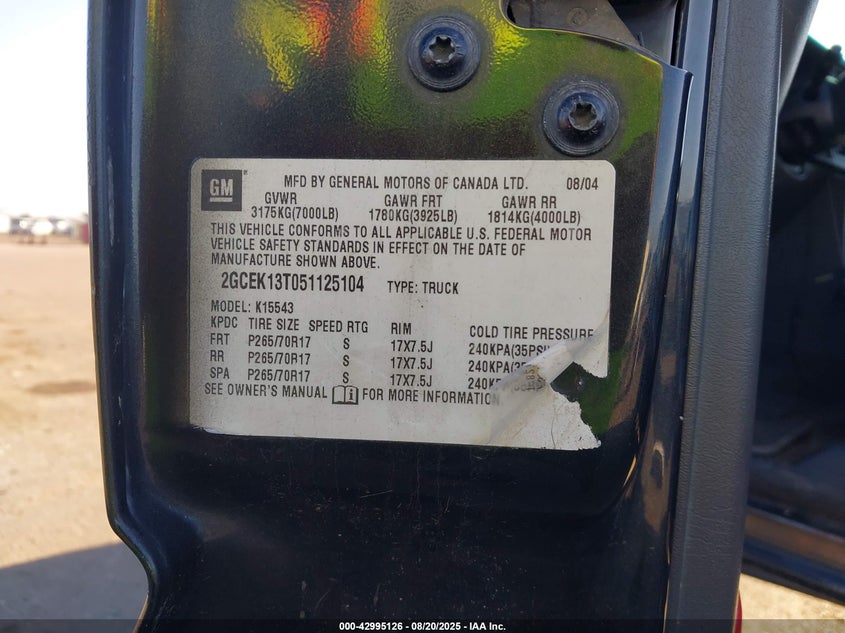 GM
MFD BY GENERAL MOTORS OF CANADA LTD. 08/04
GVWR GAWR FRT GAWR RR
3175KG(7000LB) 1780KG(3925LB) 1814KG(4000LB)
THIS VEHICLE CONFORMS TO ALL APPLICABLE U.S. FEDERAL MOTOR
VEHICLE SAFETY STANDARDS IN EFFECT ON THE DATE OF
MANUFACTURE SHOWN ABOVE.
2GCEK13T051125104 TYPE: TRUCK
MODEL: K15543
KPDC TIRE SIZE SPEED RTG RIM COLD TIRE PRESSURE
FRT P265/70R17 S 17X7.5J 240KPA(35PSI
RR P265/70R17 S 17X7.5J 240KPA(35
SPA P265/70R17 S 17X7.5J
SEE OWNER'S MANUAL FOR MORE INFORMATION
000-42995126 - 08/20/2025 - IAA Inc.